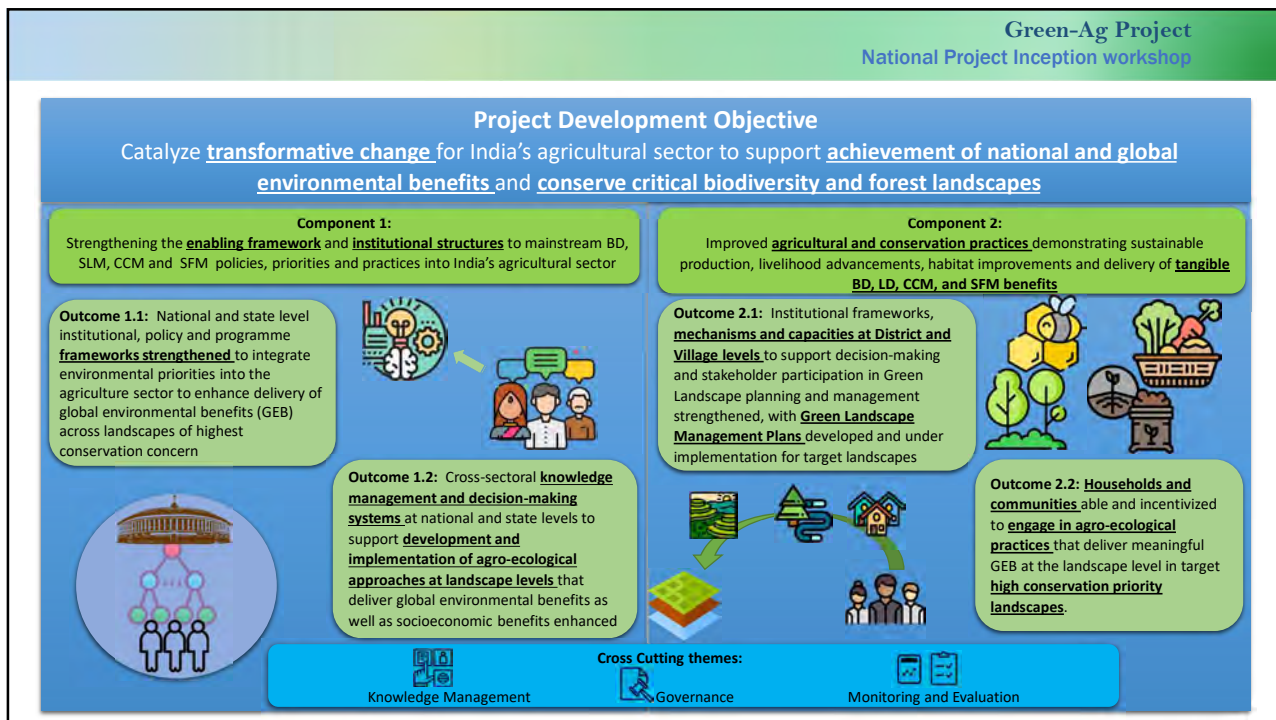 Green-Ag Project
National Project Inception workshop
Project Development Objective
Catalyze transformative change for India's agricultural sector to support achievement of national and global
environmental benefits and conserve critical biodiversity and forest landscapes
Component 1:
Strengthening the enabling framework and institutional structures to mainstream BD,
SLM, CCM and SFM policies, priorities and practices into India's agricultural sector
Outcome 1.1: National and state level
institutional, policy and programme
frameworks strengthened to integrate
environmental priorities into the
agriculture sector to enhance delivery of
global environmental benefits (GEB)
across landscapes of highest
conservation concern
Outcome 1.2: Cross-sectoral knowledge
management and decision-making
systems at national and state levels to
support development and
implementation of agro-ecological
approaches at landscape levels that
deliver global environmental benefits as
well as socioeconomic benefits enhanced
Component 2:
Improved agricultural and conservation practices demonstrating sustainable
production, livelihood advancements, habitat improvements and delivery of tangible
BD, LD, CCM, and SFM benefits
Outcome 2.1: Institutional frameworks,
mechanisms and capacities at District and
Village levels to support decision-making
and stakeholder participation in Green
Landscape planning and management
strengthened, with Green Landscape
Management Plans developed and under
implementation for target landscapes
Outcome 2.2: Households and
communities able and incentivized
to engage in agro-ecological
practices that deliver meaningful
GEB at the landscape level in target
high conservation priority
landscapes.
Cross Cutting themes:
Knowledge Management
Governance
Monitoring and Evaluation